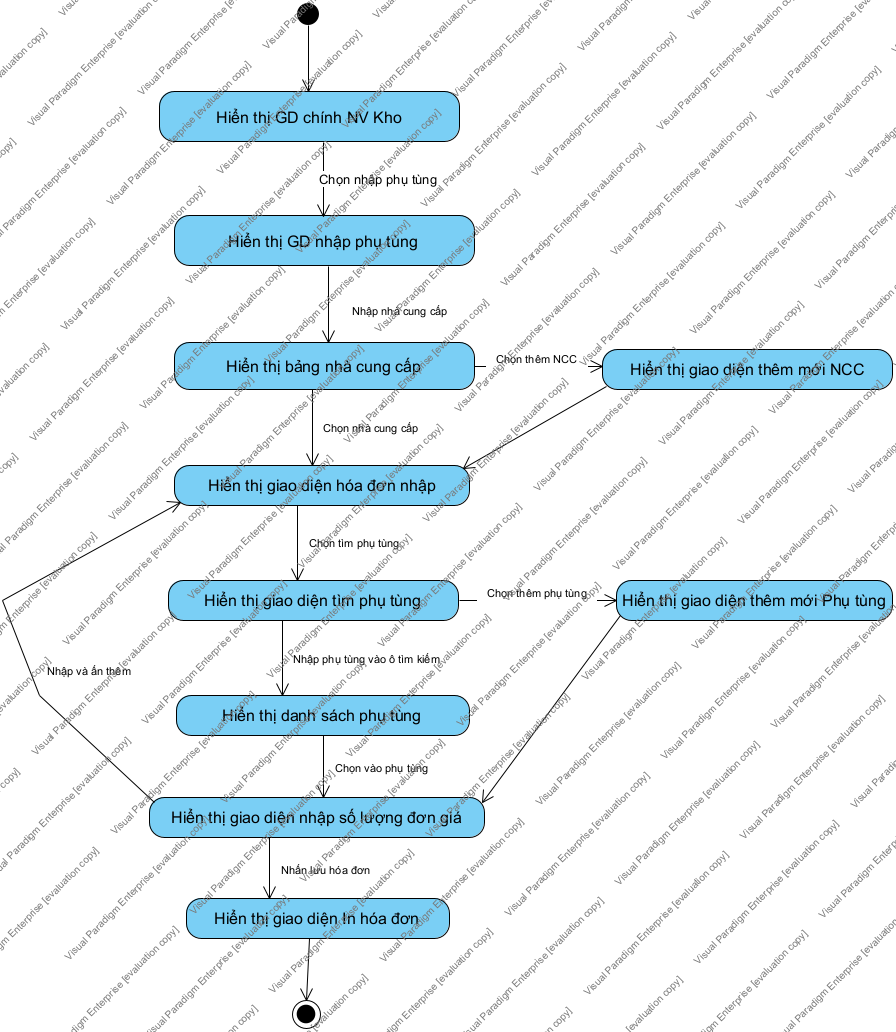 Hiển thị GD chính NV Kho
Chọn nhập phụ tùng
Hiển thị GD nhập phụ tùng
Nhập nhà cung cấp
Hiển thị bảng nhà cung cấp
Chọn thêm NCC
Hiển thị giao diện thêm mới NCC
Chọn nhà cung cấp
Hiển thị giao diện hóa đơn nhập
Chọn tìm phụ tùng
Hiển thị giao diện tìm phụ tùng
Chọn thêm phụ tùng
Hiển thị giao diện thêm mới Phụ tùng
Nhập phụ tùng vào ô tìm kiếm
Nhập và ấn thêm
Hiển thị danh sách phụ tùng
Chọn vào phụ tùng
Hiển thị giao diện nhập số lượng đơn giá
Nhấn lưu hóa đơn
Hiển thị giao diện in hóa đơn
Visual Paradigm Enterprise [evaluation copy]